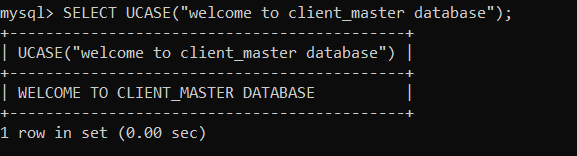 mysql> SELECT UCASE("welcome to client_master database");
+------------------------------------------+
| UCASE("welcome to client_master database") |
+------------------------------------------+
| WELCOME TO CLIENT_MASTER DATABASE          |
+------------------------------------------+
1 row in set (0.00 sec)